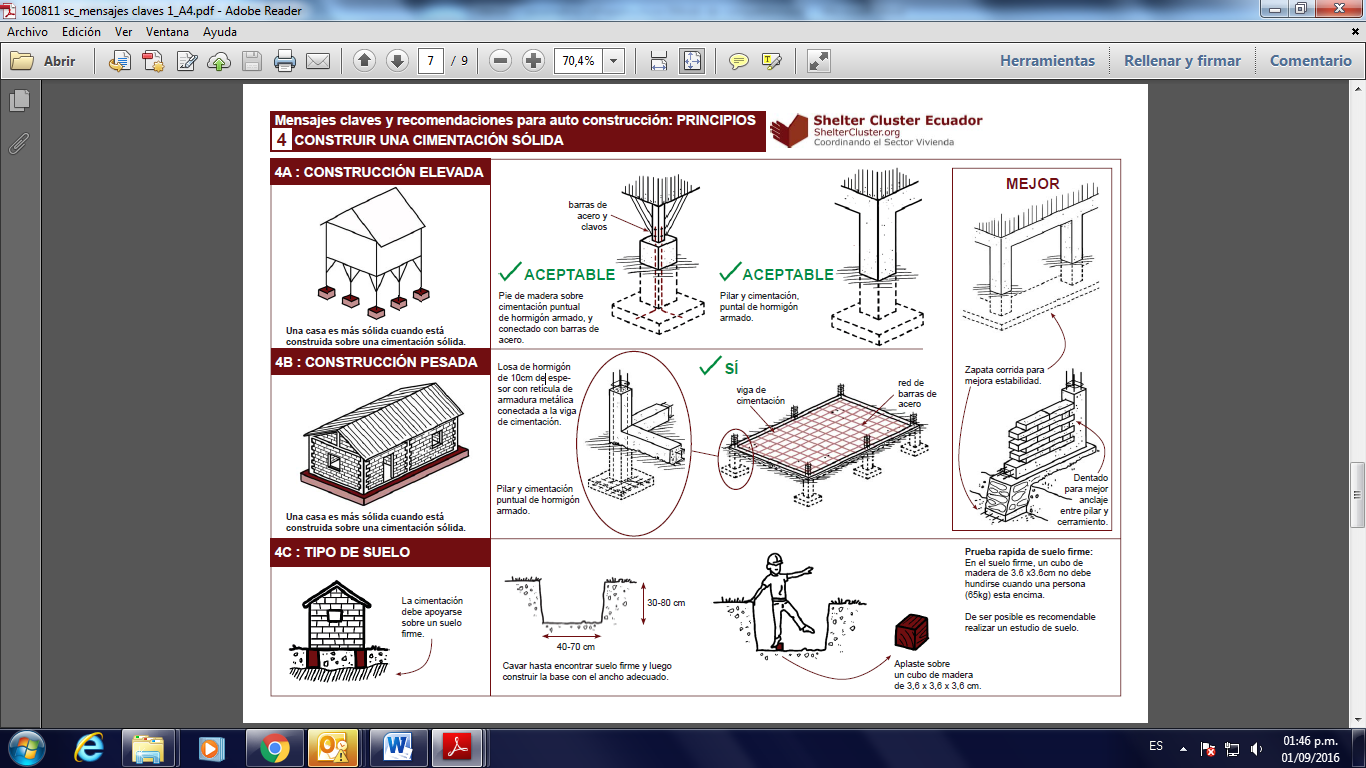 160811 sc_mensajes claves 1_A4.pdf - Adobe Reader
Archivo Edición Ver Ventana Ayuda
Abrir
7 / 9
70,4%
Herramientas
Rellenar y firmar
Comentario
Mensajes claves y recomendaciones para auto construcción: PRINCIPIOS
4 CONSTRUIR UNA CIMENTACIÓN SÓLIDA
Shelter Cluster Ecuador
ShelterCluster.org
Coordinando el Sector Vivienda
4A : CONSTRUCCIÓN ELEVADA
Una casa es más sólida cuando está
construida sobre una cimentación sólida.
barras de
acero y
clavos
ACEPTABLE
Pie de madera sobre
cimentación puntual
de hormigón armado, y
conectado con barras de
acero.
ACEPTABLE
Pilar y cimentación,
puntal de hormigón
armado.
MEJOR
Zapata corrida para
mejora estabilidad.
Dentado
para mejor
anclaje
entre pilar y
cerramiento.
4B : CONSTRUCCIÓN PESADA
Una casa es más sólida cuando está
construida sobre una cimentación sólida.
Losa de hormigón
de 10cm de espe-
sor con retícula de
armadura metálica
conectada a la viga
de cimentación.
Pilar y cimentación
puntual de hormigón
armado.
SÍ
viga de
cimentación
red de
barras de
acero
4C : TIPO DE SUELO
La cimentación
debe apoyarse
sobre un suelo
firme.
30-80 cm
40-70 cm
Cavar hasta encontrar suelo firme y luego
construir la base con el ancho adecuado.
Aplaste sobre
un cubo de madera
de 3,6 x 3,6 x 3,6 cm.
Prueba rapida de suelo firme:
En el suelo firme, un cubo de
madera de 3.6 x3.6cm no debe
hundirse cuando una persona
(65kg) esta encima.
De ser posible es recomendable
realizar un estudio de suelo.
ES
01:46 p.m.
01/09/2016